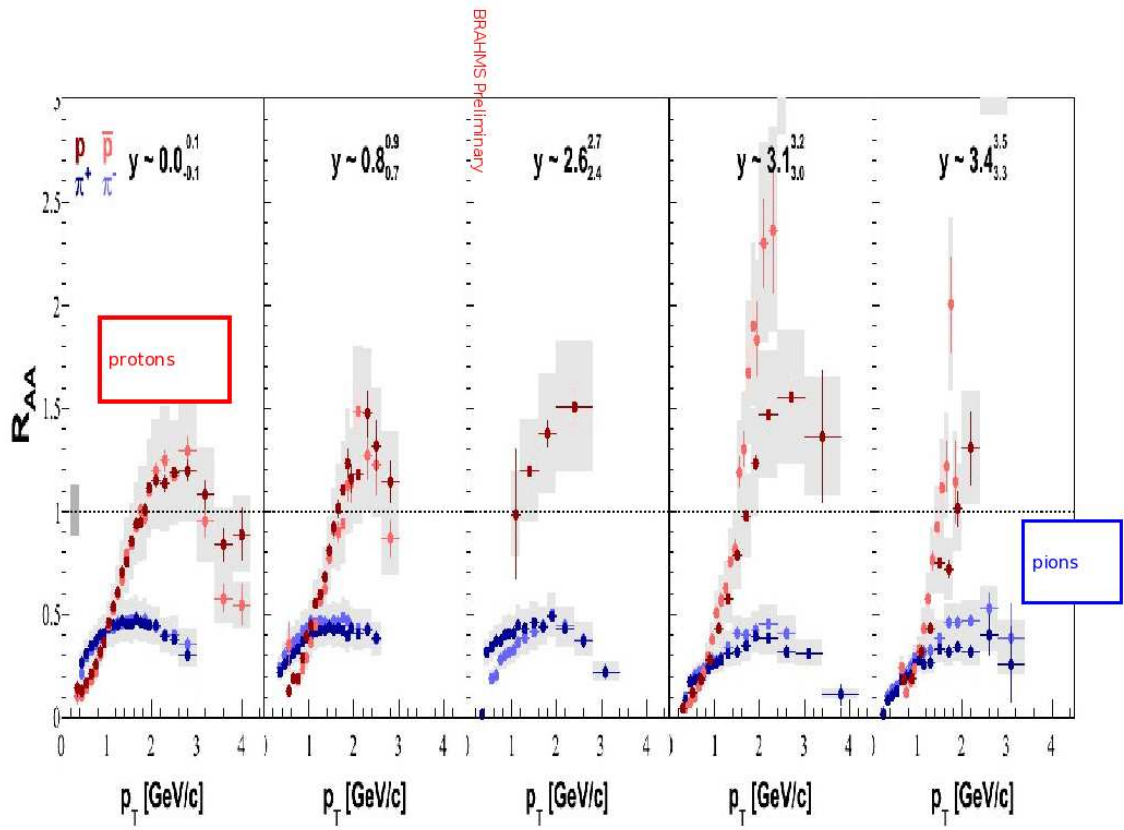 BRAHMS Preliminary
p p̅
π⁺ π⁻
y ~ 0.0 0.1 -0.1
y ~ 0.8 0.9 0.7
y ~ 2.6 2.7 2.4
y ~ 3.1 3.2 3.0
y ~ 3.4 3.5 3.3
R_AA
2.5
2
1.5
1
0.5
0
protons
pions
0 1 2 3 4
1 2 3 4
1 2 3 4
1 2 3 4
1 2 3 4
p_T [GeV/c]
p_T [GeV/c]
p_T [GeV/c]
p_T [GeV/c]
p_T [GeV/c]